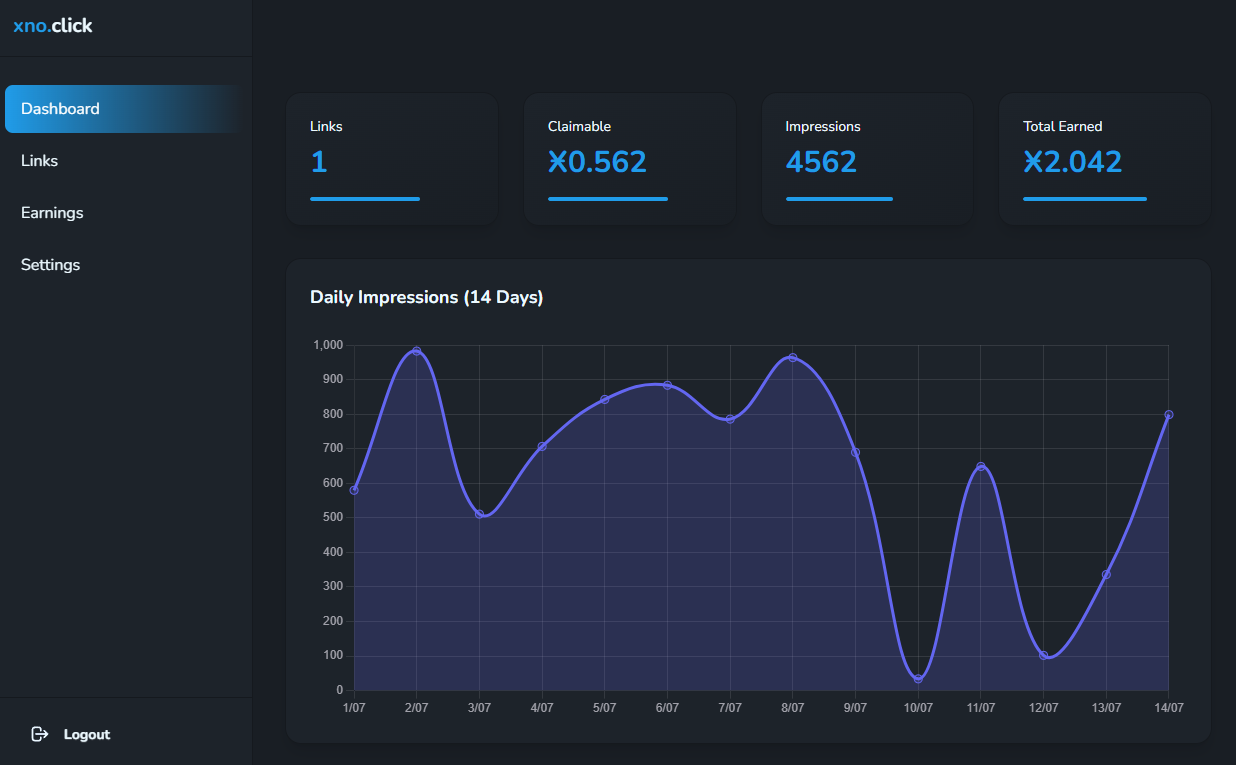 xno.click
Dashboard
Links
Earnings
Settings
Logout
Links
1
Claimable
Ӿ0.562
Impressions
4562
Total Earned
Ӿ2.042
Daily Impressions (14 Days)
1,000
900
800
700
600
500
400
300
200
100
0
1/07 2/07 3/07 4/07 5/07 6/07 7/07 8/07 9/07 10/07 11/07 12/07 13/07 14/07